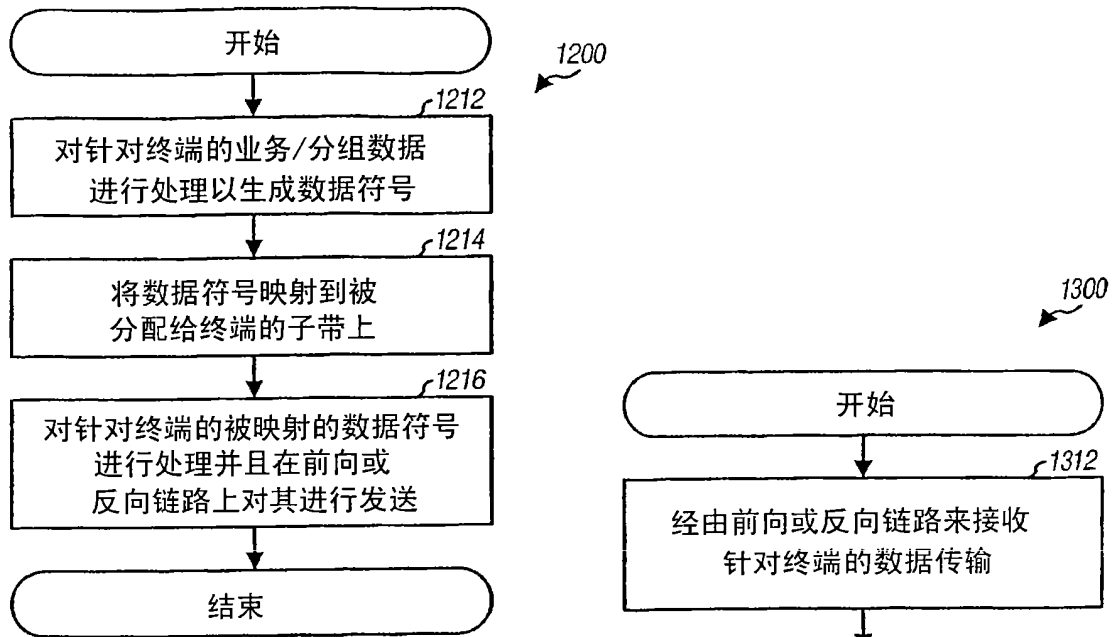 开始
1200
1212
对针对终端的业务/分组数据
进行处理以生成数据符号
1214
将数据符号映射到被
分配给终端的子带上
1216
对针对终端的被映射的数据符号
进行处理并且在前向或
反向链路上对其进行发送
结束
1300
开始
1312
经由前向或反向链路来接收
针对终端的数据传输